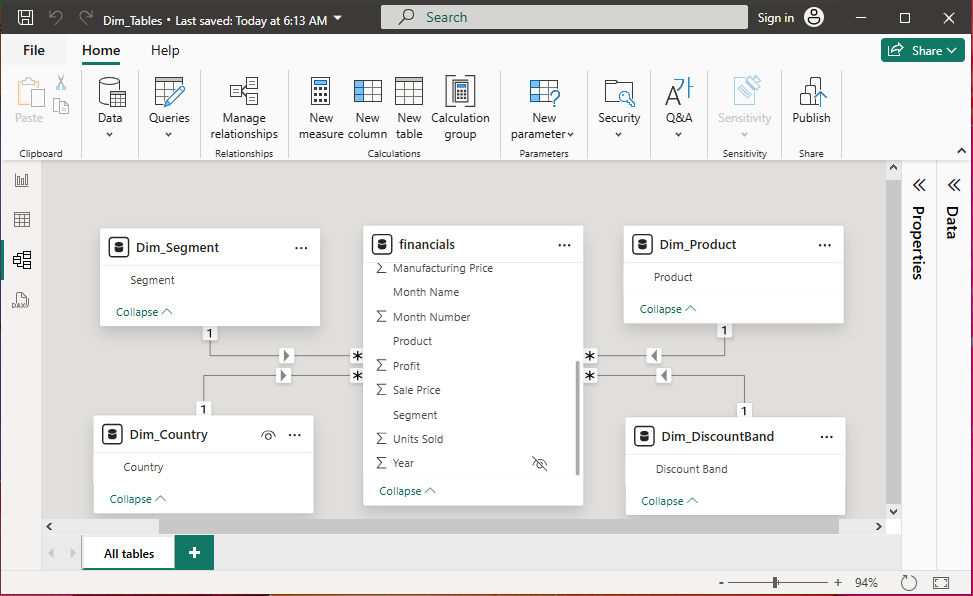 Dim_Tables • Last saved: Today at 6:13 AM
Search
Sign in
File
Home
Help
Share
Paste
Data
Queries
Manage
relationships
New
measure
New
column
New
table
Calculation
group
New
parameter
Security
Q&A
Sensitivity
Publish
Clipboard
Relationships
Calculations
Parameters
Sensitivity
Share
DAX
Properties
Data
Dim_Segment
Segment
Collapse
1
financials
Σ Manufacturing Price
Month Name
Σ Month Number
Product
Σ Profit
Σ Sale Price
Segment
Σ Units Sold
Σ Year
Collapse
Dim_Product
Product
Collapse
1
*
*
*
*
1
Dim_Country
Country
Collapse
1
Dim_DiscountBand
Discount Band
Collapse
All tables
+
- + 94%